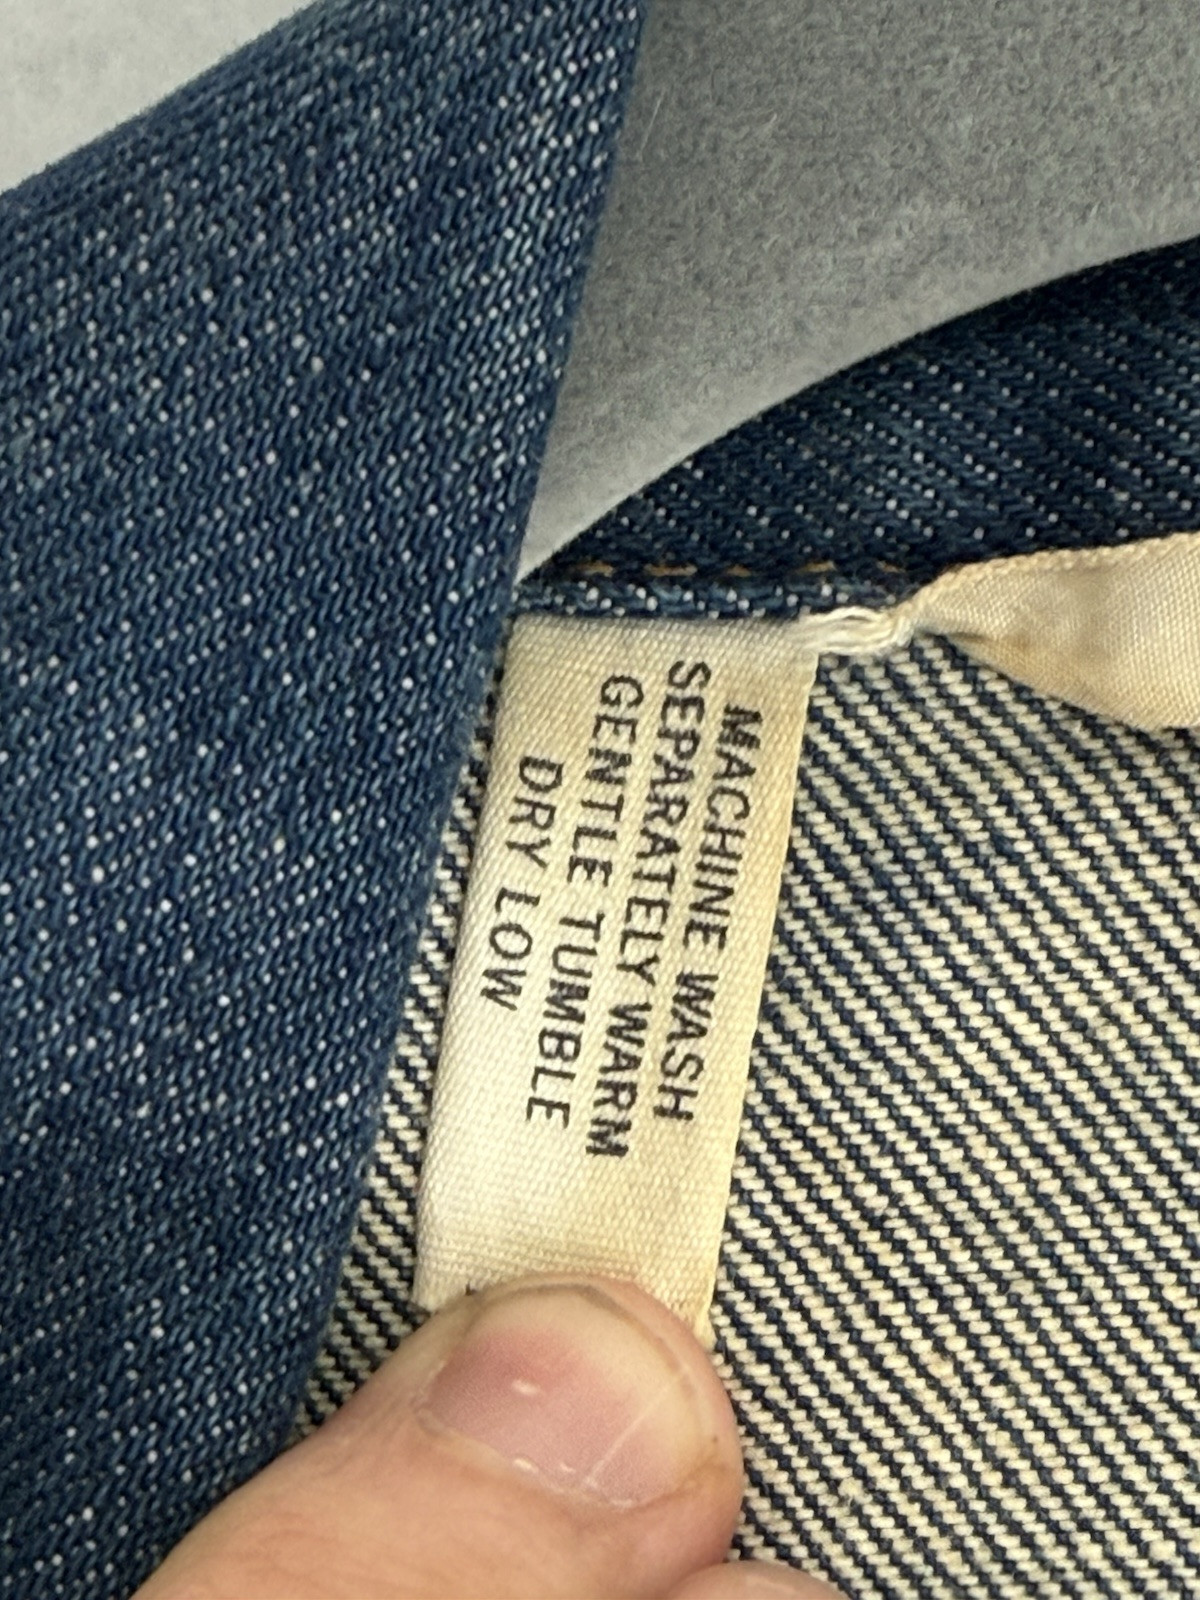 MACHINE WASH
SEPARATELY WARM
GENTLE TUMBLE
DRY LOW